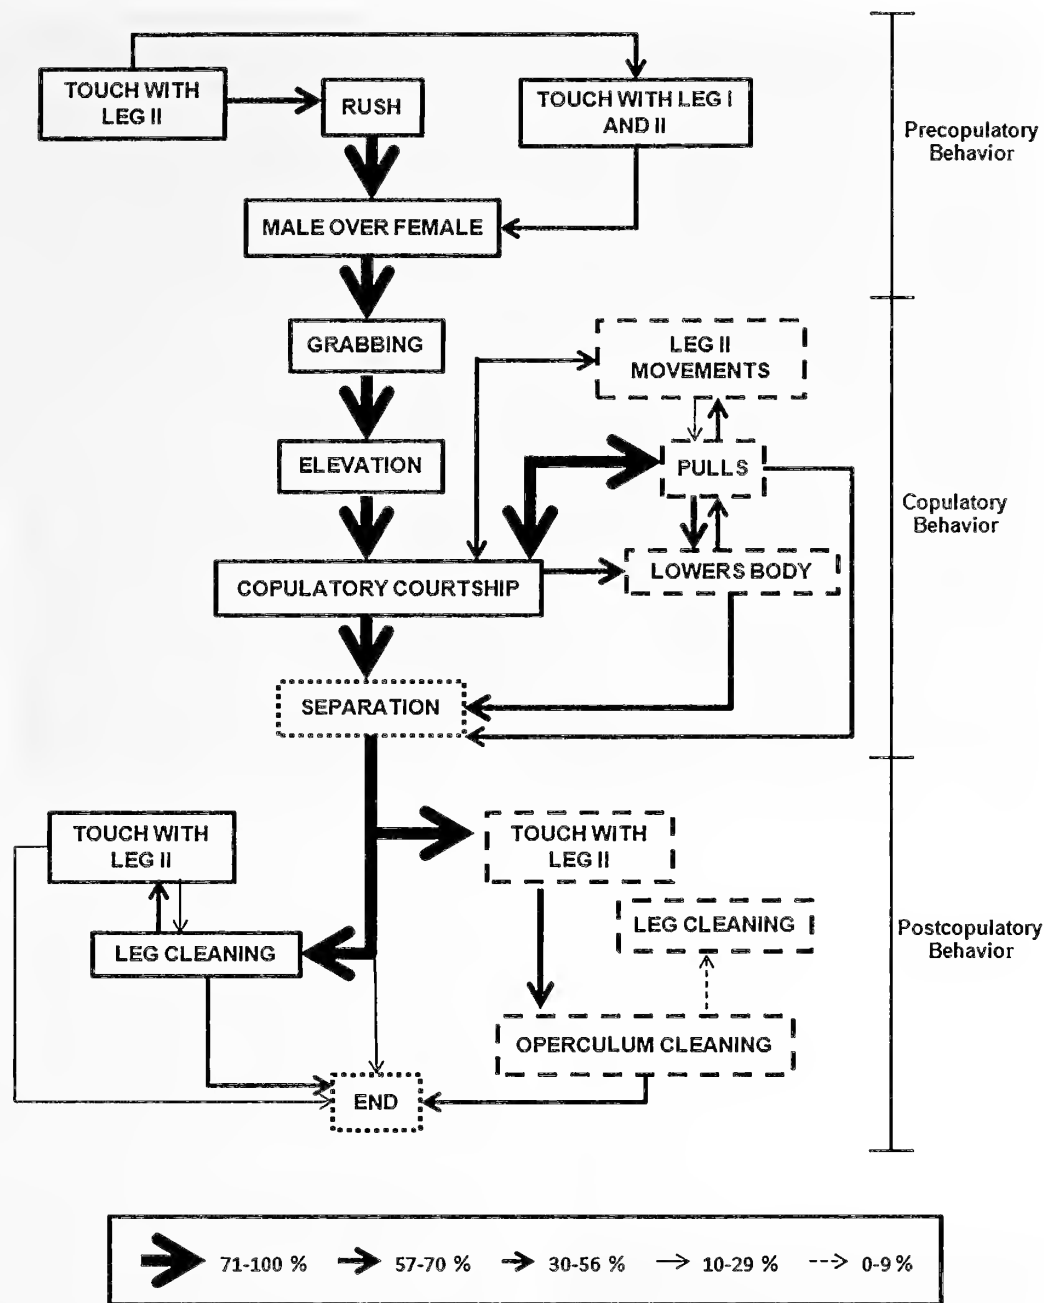 TOUCH WITH
LEG II
RUSH
TOUCH WITH LEG I
AND II
Precopulatory
Behavior
MALE OVER FEMALE
GRABBING
LEG II
MOVEMENTS
ELEVATION
PULLS
Copulatory
Behavior
COPULATORY COURTSHIP
LOWERS BODY
SEPARATION
TOUCH WITH
LEG II
TOUCH WITH
LEG II
LEG CLEANING
LEG CLEANING
Postcopulatory
Behavior
OPERCULUM CLEANING
END
71-100 % 57-70 % 30-56 % 10-29 % 0-9 %